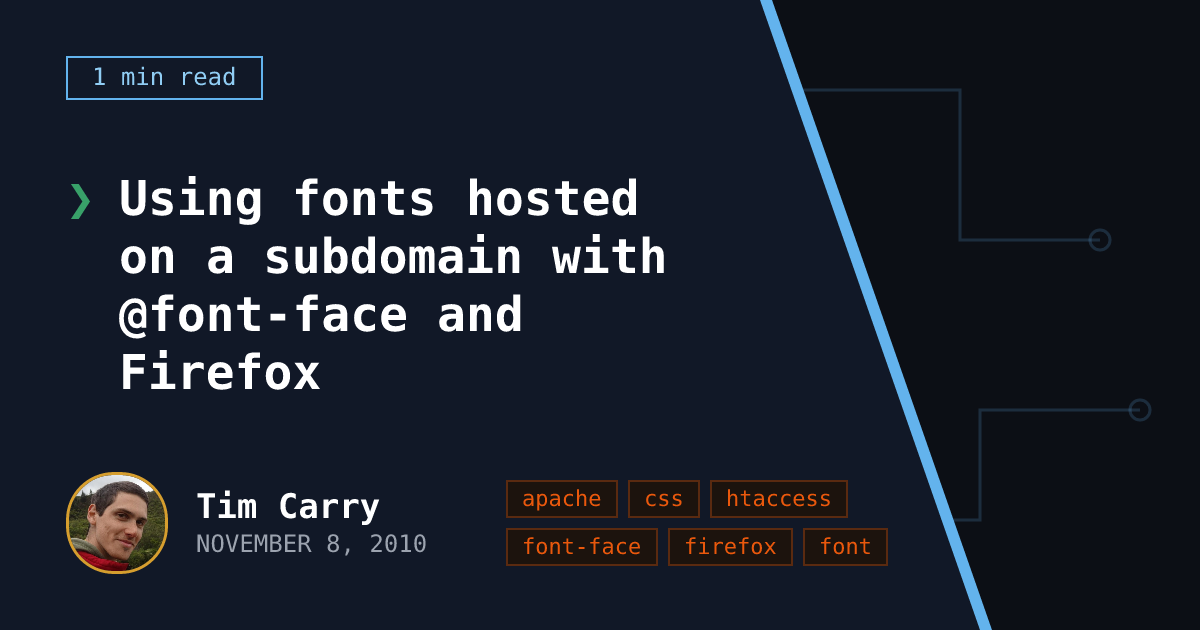 1 min read
❯ Using fonts hosted
on a subdomain with
@font-face and
Firefox
Tim Carry
NOVEMBER 8, 2010
apache css htaccess
font-face firefox font